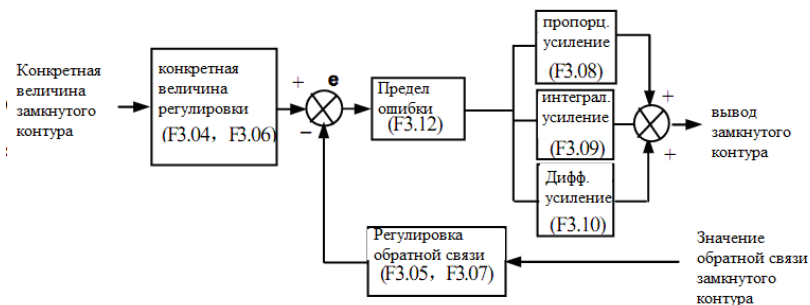 Конкретная
величина
замкнутого
контура
конкретная
величина
регулировки
(F3.04, F3.06)
+
e
−
Предел
ошибки
(F3.12)
пропорц.
усиление
(F3.08)
интеграл.
усиление
(F3.09)
Дифф.
усиление
(F3.10)
+
+
вывод
замкнутого
контура
Регулировка
обратной связи
(F3.05, F3.07)
Значение
обратной связи
замкнутого
контура